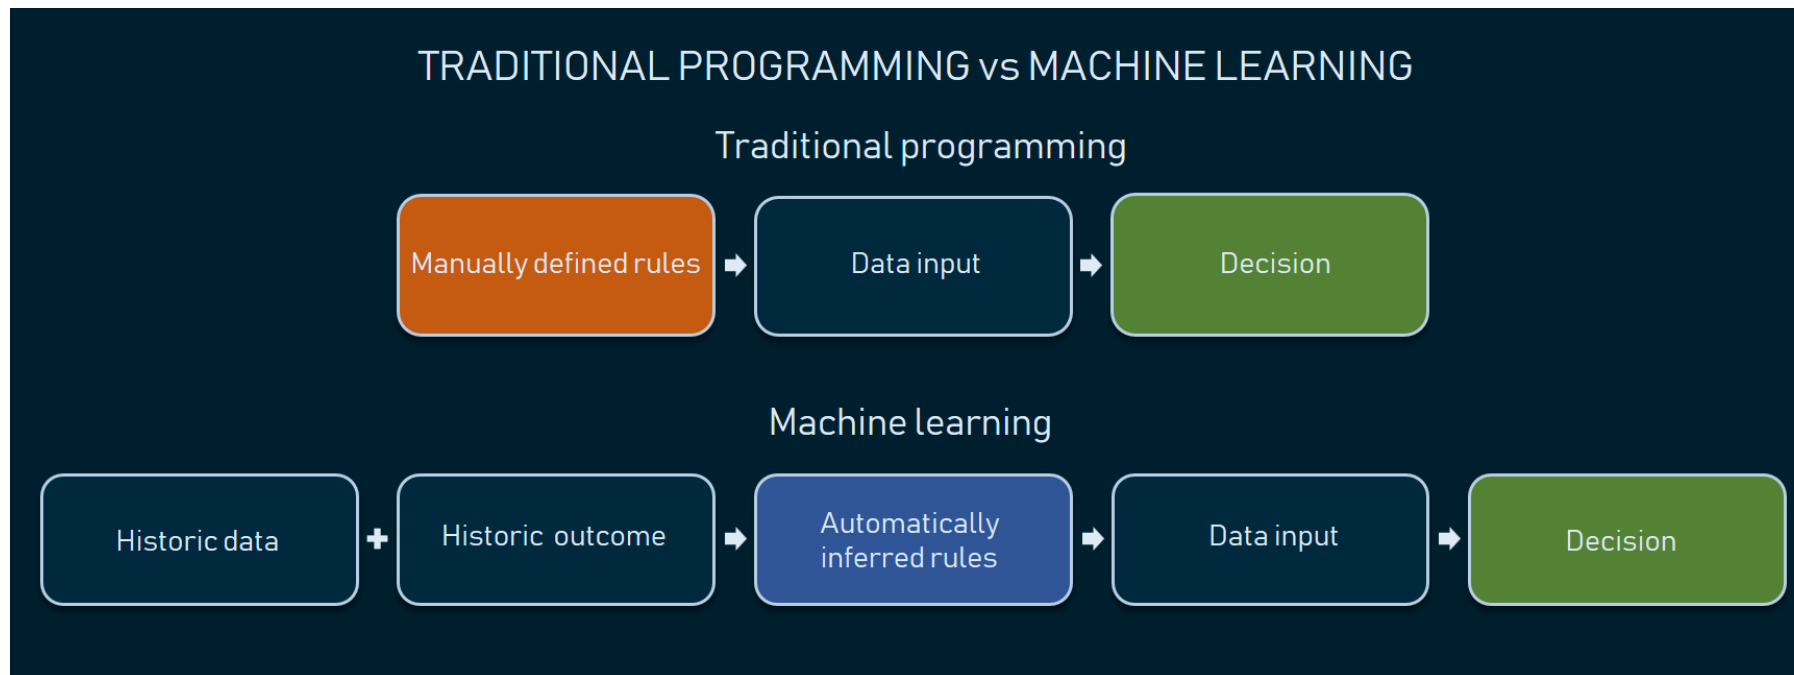 TRADITIONAL PROGRAMMING vs MACHINE LEARNING
Traditional programming
Manually defined rules
Data input
Decision
Machine learning
Historic data
Historic outcome
Automatically
inferred rules
Data input
Decision